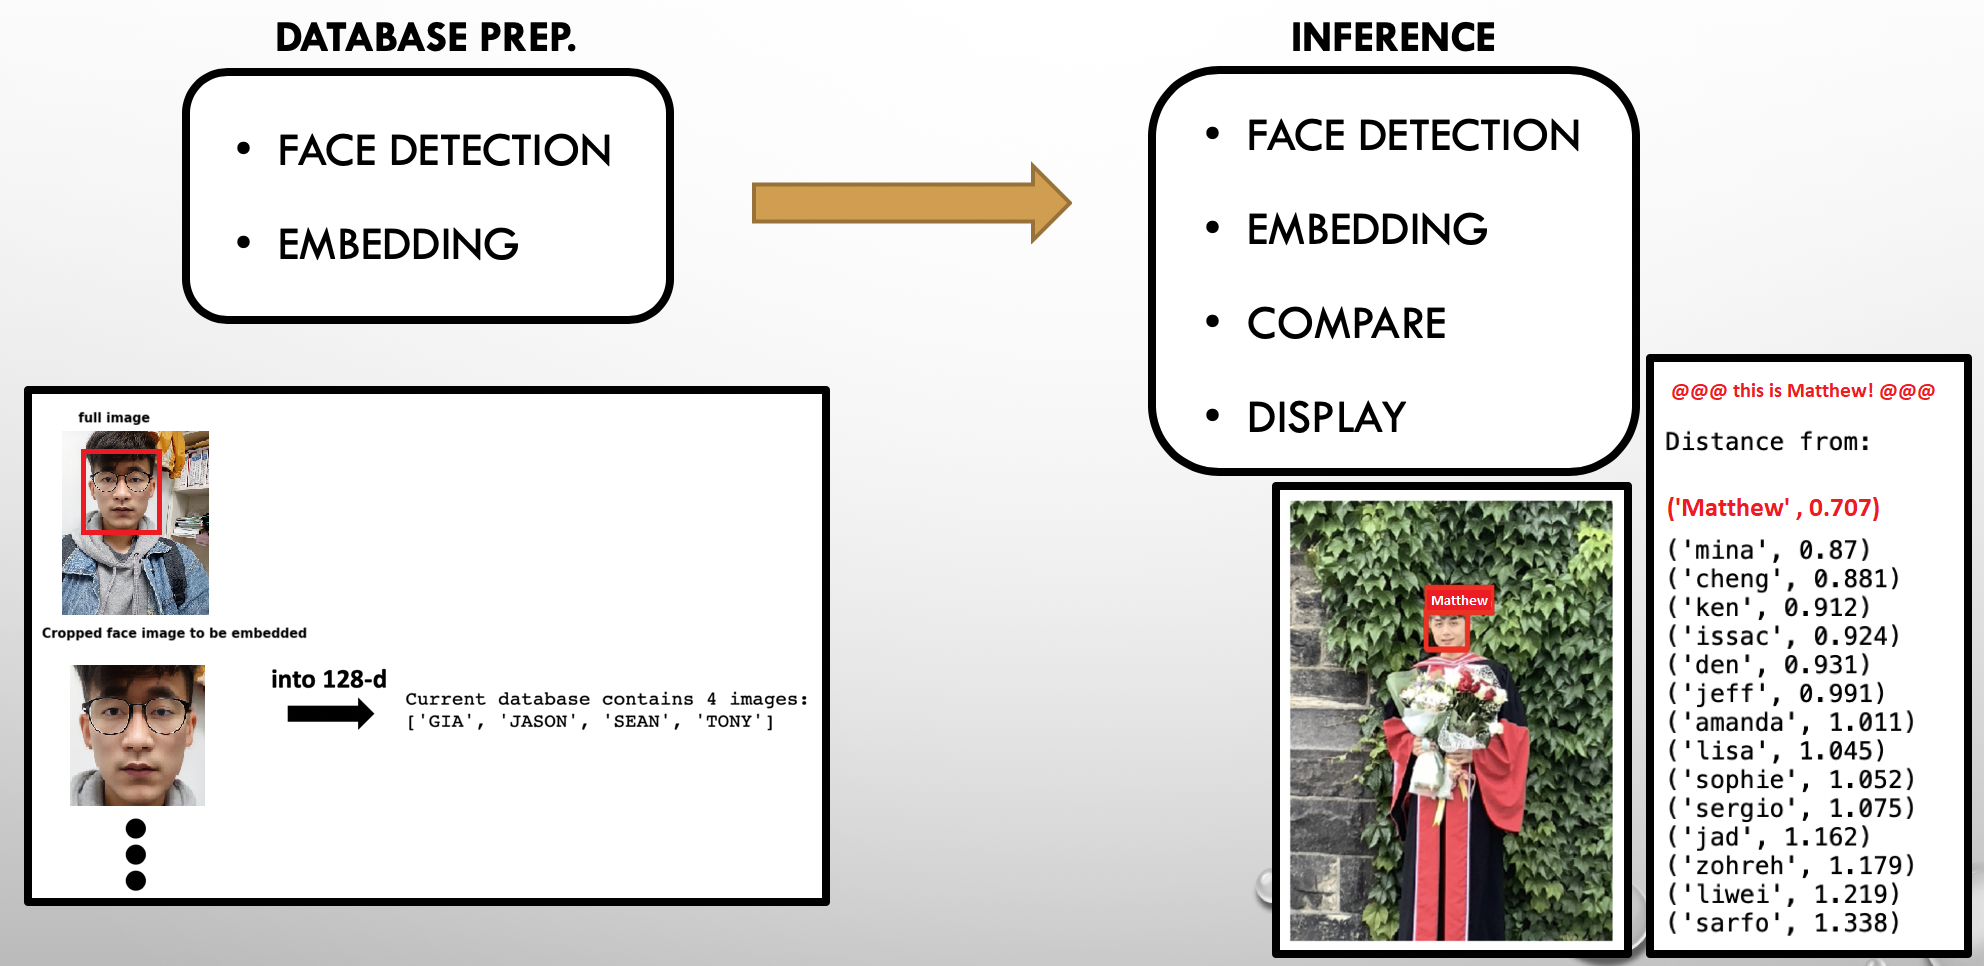 DATABASE PREP.
• FACE DETECTION
• EMBEDDING
full image
Cropped face image to be embedded
into 128-d
Current database contains 4 images:
['GIA', 'JASON', 'SEAN', 'TONY']
INFERENCE
• FACE DETECTION
• EMBEDDING
• COMPARE
• DISPLAY
Matthew
@@@ this is Matthew! @@@
Distance from:
('Matthew' , 0.707)
('mina', 0.87)
('cheng', 0.881)
('ken', 0.912)
('issac', 0.924)
('den', 0.931)
('jeff', 0.991)
('amanda', 1.011)
('lisa', 1.045)
('sophie', 1.052)
('sergio', 1.075)
('jad', 1.162)
('zohreh', 1.179)
('liwei', 1.219)
('sarfo', 1.338)